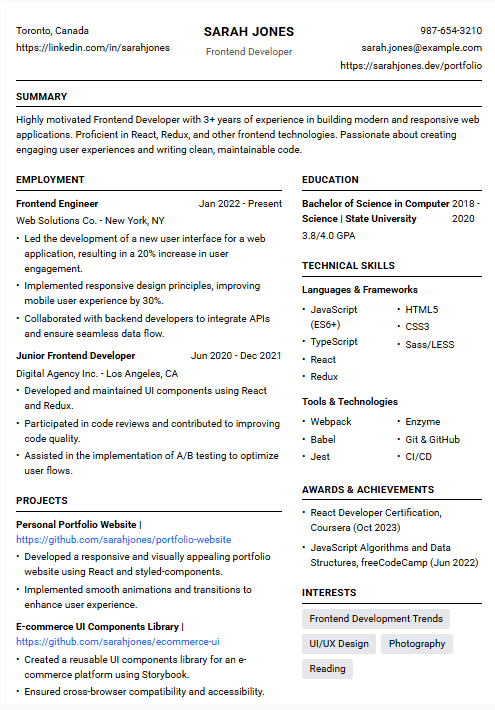 Toronto, Canada
https://linkedin.com/in/sarahjones
SARAH JONES
Frontend Developer
987-654-3210
sarah.jones@example.com
https://sarahjones.dev/portfolio
SUMMARY
Highly motivated Frontend Developer with 3+ years of experience in building modern and responsive web
applications. Proficient in React, Redux, and other frontend technologies. Passionate about creating
engaging user experiences and writing clean, maintainable code.
EMPLOYMENT
Frontend Engineer Jan 2022 - Present
Web Solutions Co. - New York, NY
• Led the development of a new user interface for a web
application, resulting in a 20% increase in user
engagement.
• Implemented responsive design principles, improving
mobile user experience by 30%.
• Collaborated with backend developers to integrate APIs
and ensure seamless data flow.
Junior Frontend Developer Jun 2020 - Dec 2021
Digital Agency Inc. - Los Angeles, CA
• Developed and maintained UI components using React
and Redux.
• Participated in code reviews and contributed to improving
code quality.
• Assisted in the implementation of A/B testing to optimize
user flows.
PROJECTS
Personal Portfolio Website |
https://github.com/sarahjones/portfolio-website
• Developed a responsive and visually appealing portfolio
website using React and styled-components.
• Implemented smooth animations and transitions to
enhance user experience.
E-commerce UI Components Library |
https://github.com/sarahjones/ecommerce-ui
• Created a reusable UI components library for an e-
commerce platform using Storybook.
• Ensured cross-browser compatibility and accessibility.
EDUCATION
Bachelor of Science in Computer 2018 -
Science | State University 2020
3.8/4.0 GPA
TECHNICAL SKILLS
Languages & Frameworks
• JavaScript
(ES6+)
• TypeScript
• React
• Redux
• HTML5
• CSS3
• Sass/LESS
Tools & Technologies
• Webpack
• Babel
• Jest
• Enzyme
• Git & GitHub
• CI/CD
AWARDS & ACHIEVEMENTS
• React Developer Certification,
Coursera (Oct 2023)
• JavaScript Algorithms and Data
Structures, freeCodeCamp (Jun 2022)
INTERESTS
Frontend Development Trends
UI/UX Design Photography
Reading